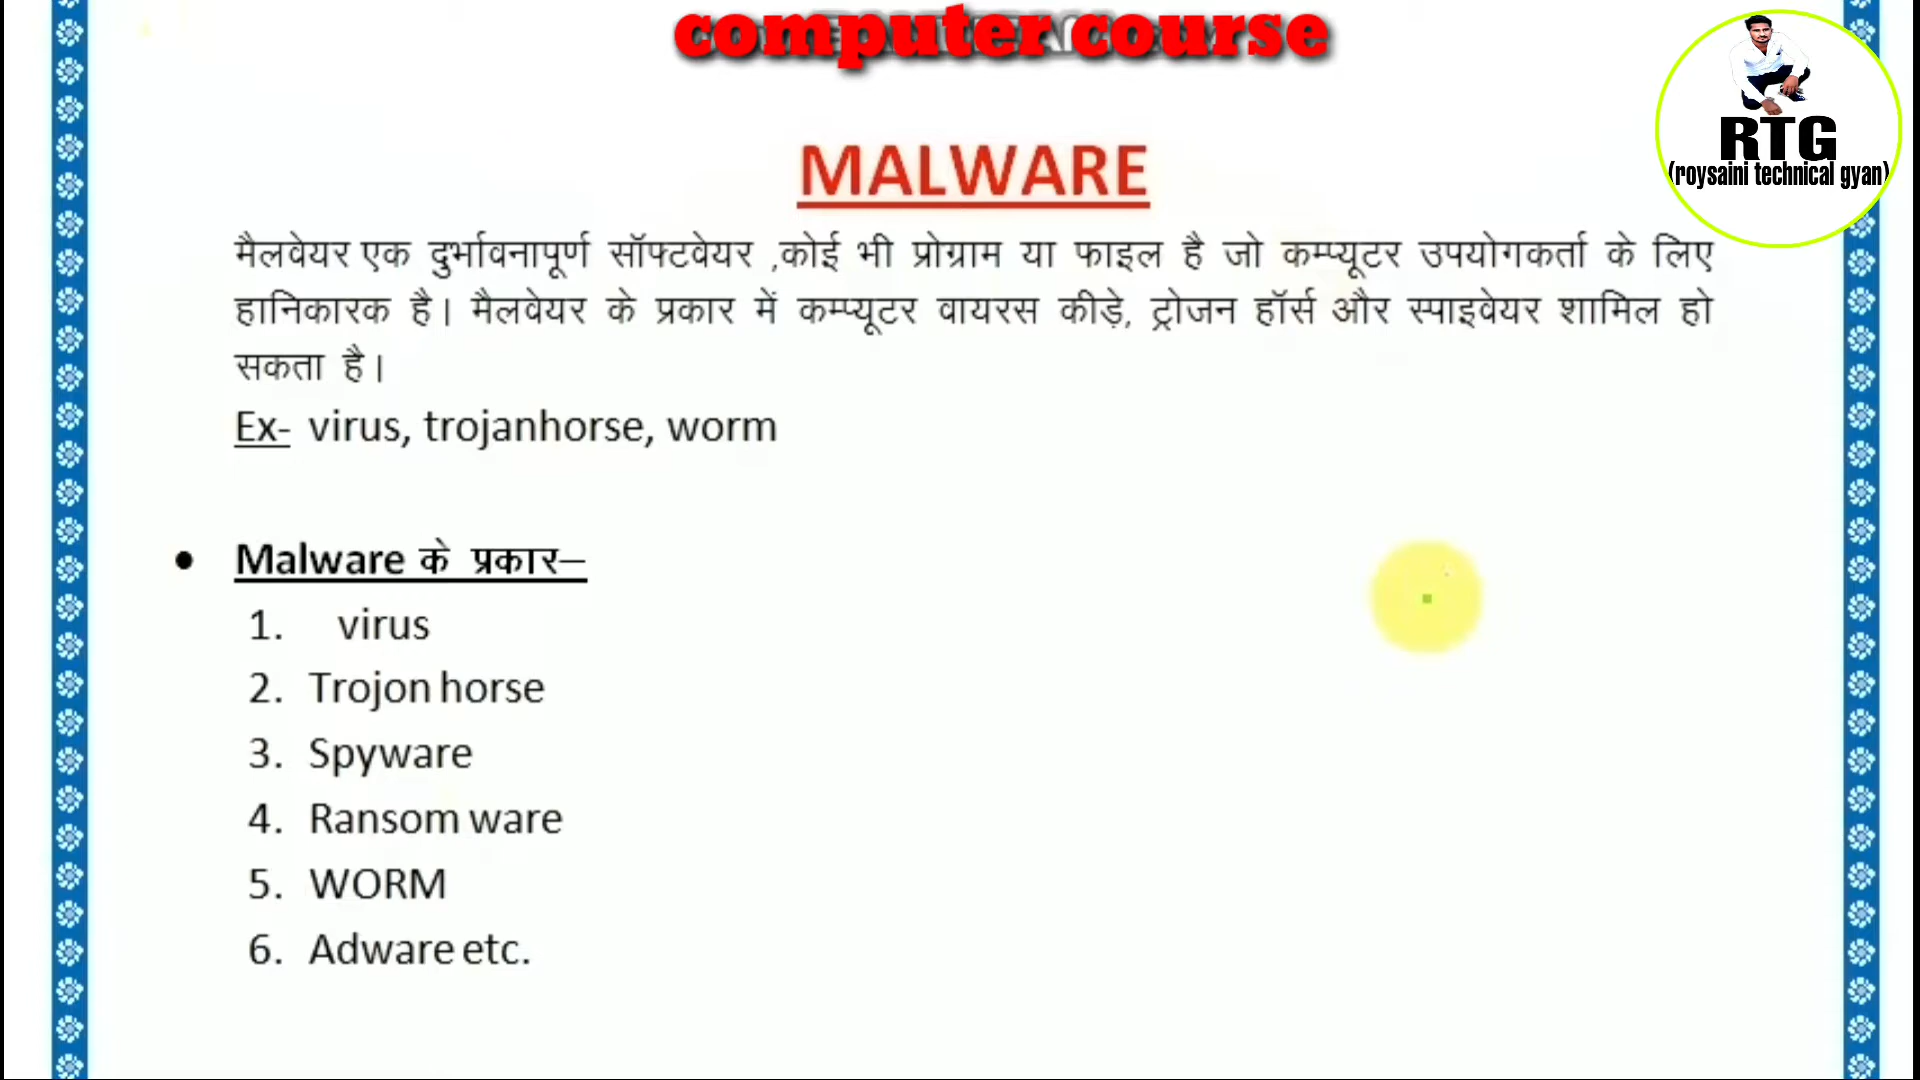 computer course
RTG
(roysaini technical gyan)
MALWARE
मैलवेयर एक दुर्भावनापूर्ण सॉफ्टवेयर ,कोई भी प्रोग्राम या फाइल है जो कम्प्यूटर उपयोगकर्ता के लिए
हानिकारक है। मैलवेयर के प्रकार में कम्प्यूटर वायरस कीड़े, ट्रोजन हॉर्स और स्पाइवेयर शामिल हो
सकता है।
Ex- virus, trojanhorse, worm
• Malware के प्रकार–
1. virus
2. Trojon horse
3. Spyware
4. Ransom ware
5. WORM
6. Adware etc.